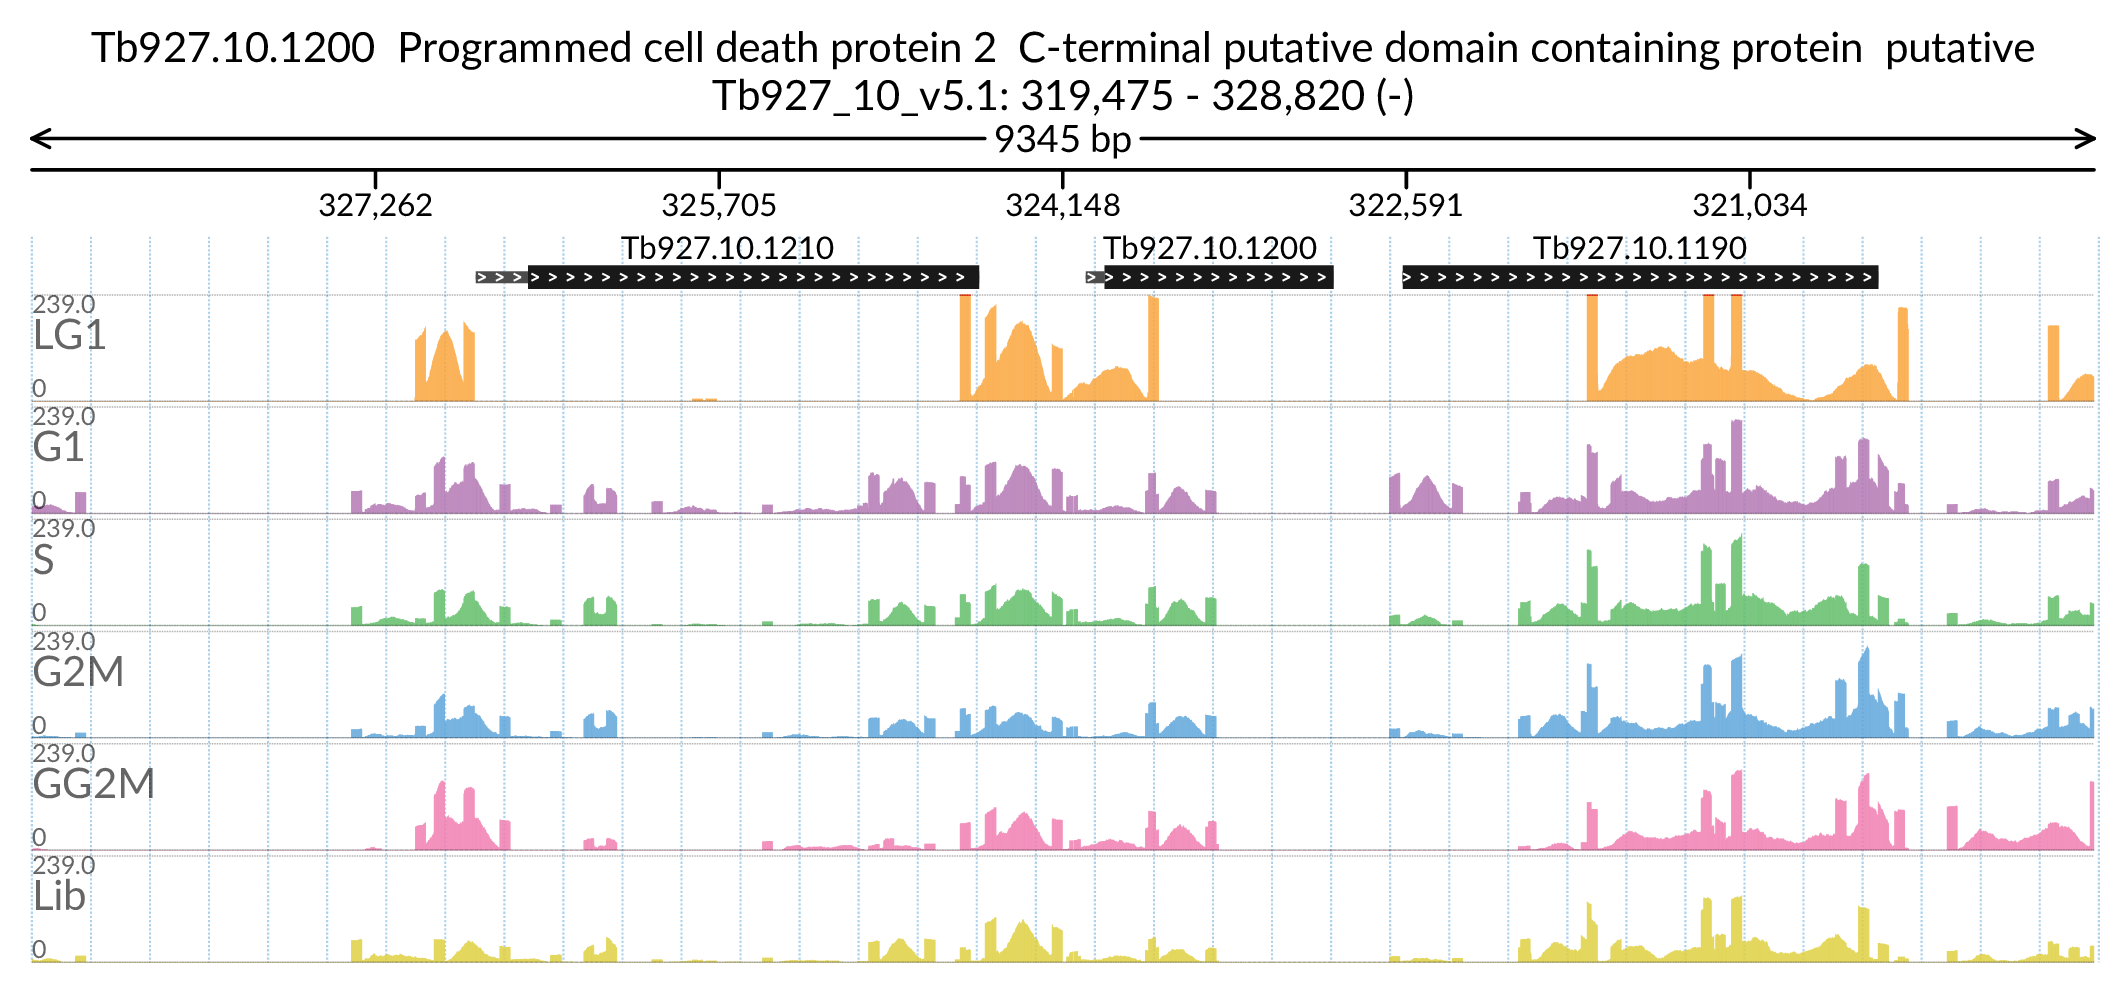 Tb927.10.1200  Programmed cell death protein 2  C-terminal putative domain containing protein  putative
Tb927_10_v5.1: 319,475 - 328,820 (-)
9345 bp
327,262 325,705 324,148 322,591 321,034
Tb927.10.1210 Tb927.10.1200 Tb927.10.1190
239.0
LG1
0
239.0
G1
0
239.0
S
0
239.0
G2M
0
239.0
GG2M
0
239.0
Lib
0